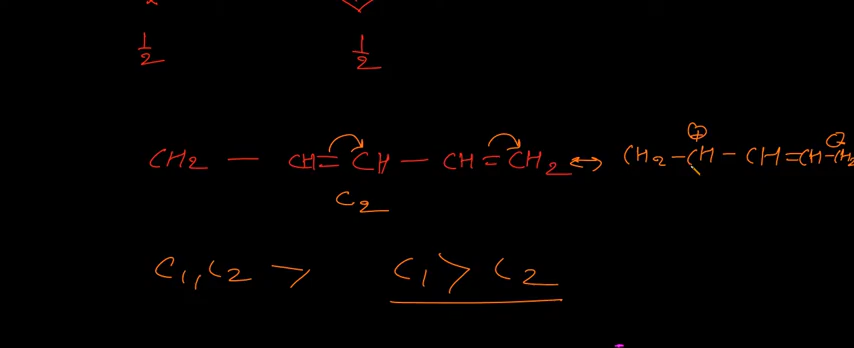 1/2 1/2
CH2 — CH = CH — CH = CH2 ↔ CH2 – CH – CH = CH – CH2
⊕ ⊖
C2
C1, C2 > C1 > C2